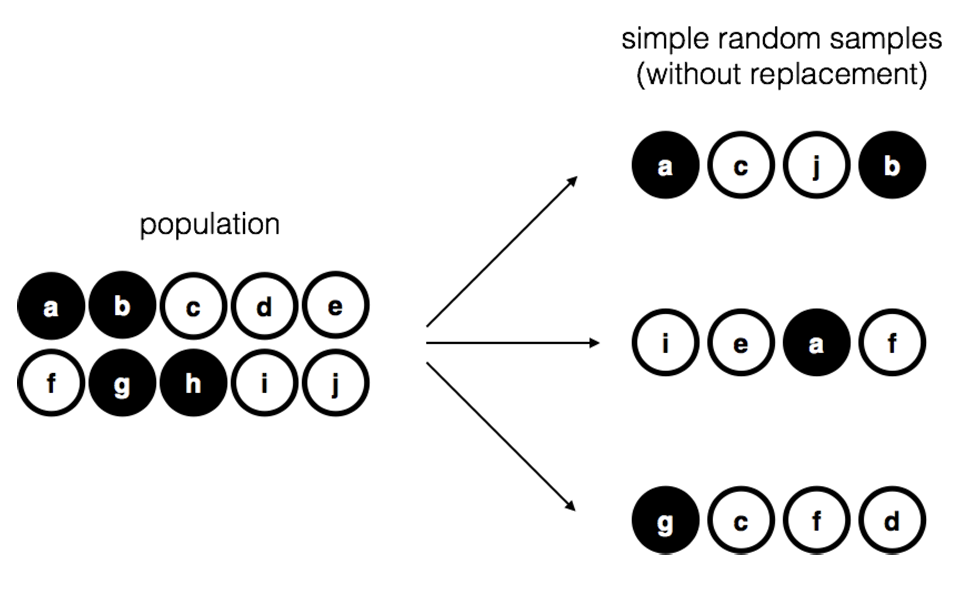 simple random samples
(without replacement)
a c j b
population
a b c d e
f g h i j
i e a f
g c f d